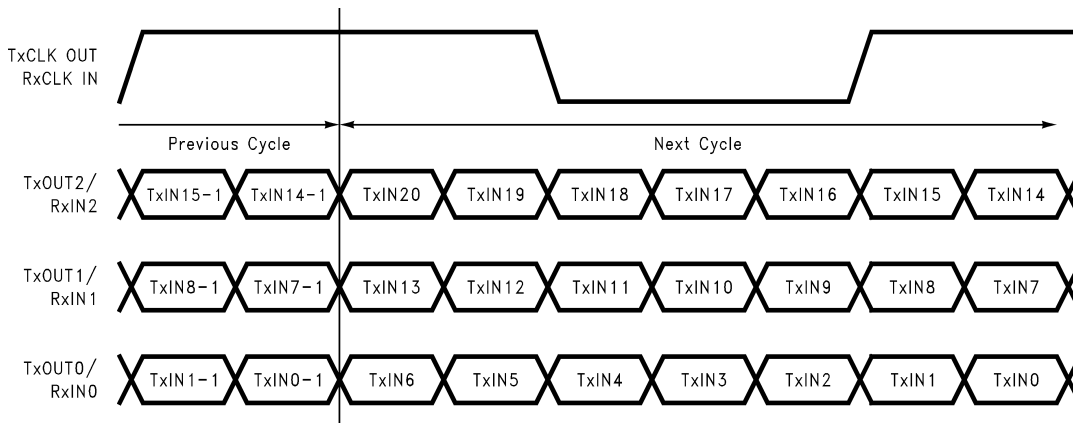 TxCLK OUT
RxCLK IN
Previous Cycle Next Cycle
TxOUT2/
RxIN2
TxIN15-1 TxIN14-1 TxIN20 TxIN19 TxIN18 TxIN17 TxIN16 TxIN15 TxIN14
TxOUT1/
RxIN1
TxIN8-1 TxIN7-1 TxIN13 TxIN12 TxIN11 TxIN10 TxIN9 TxIN8 TxIN7
TxOUT0/
RxIN0
TxIN1-1 TxIN0-1 TxIN6 TxIN5 TxIN4 TxIN3 TxIN2 TxIN1 TxIN0